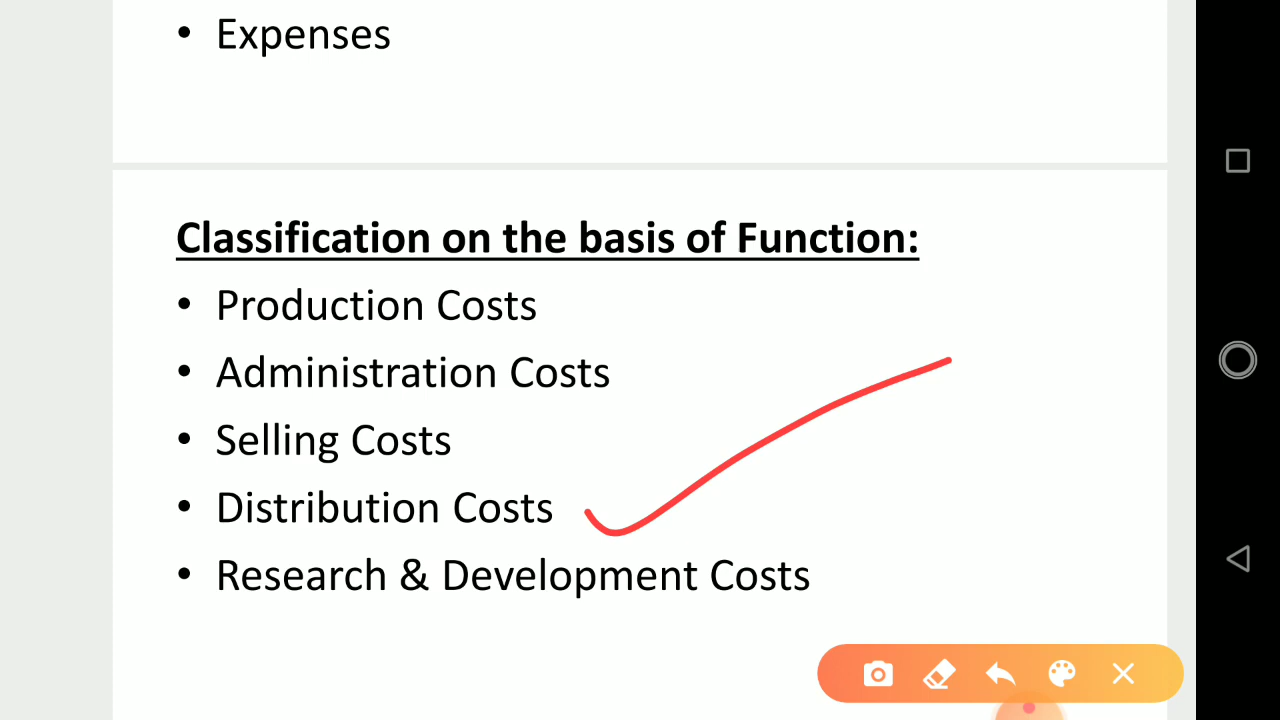 • Expenses
Classification on the basis of Function:
• Production Costs
• Administration Costs
• Selling Costs
• Distribution Costs
• Research & Development Costs